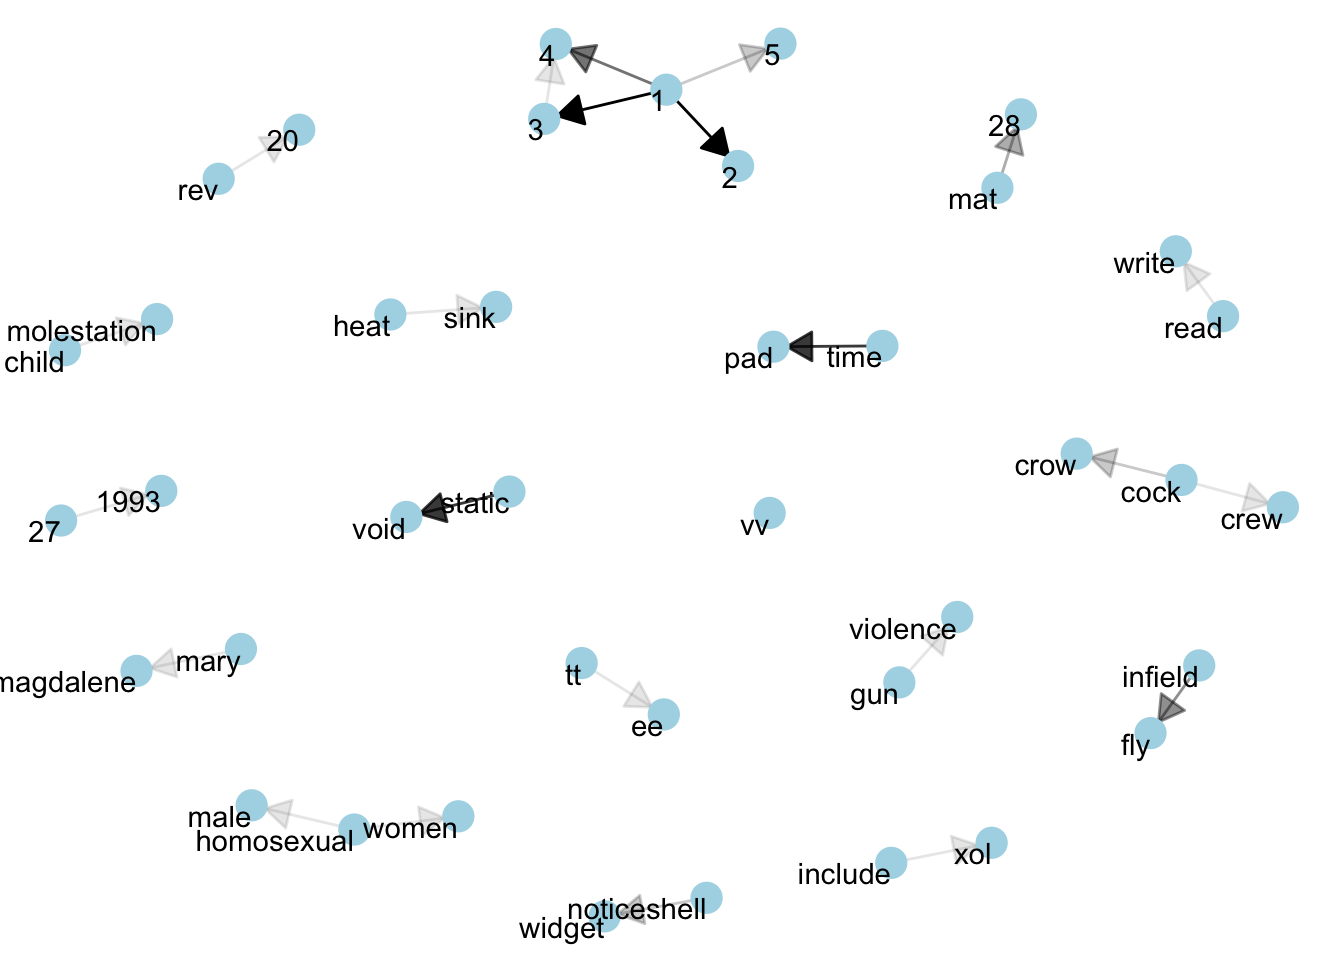 4
5
1
3
20
28
2
rev
mat
write
molestation
heat
sink
read
child
pad
time
crow
cock
1993
static
crew
27
void
vv
violence
mary
tt
infield
magdalene
gun
ee
fly
male
women
homosexual
xol
include
noticeshell
widget